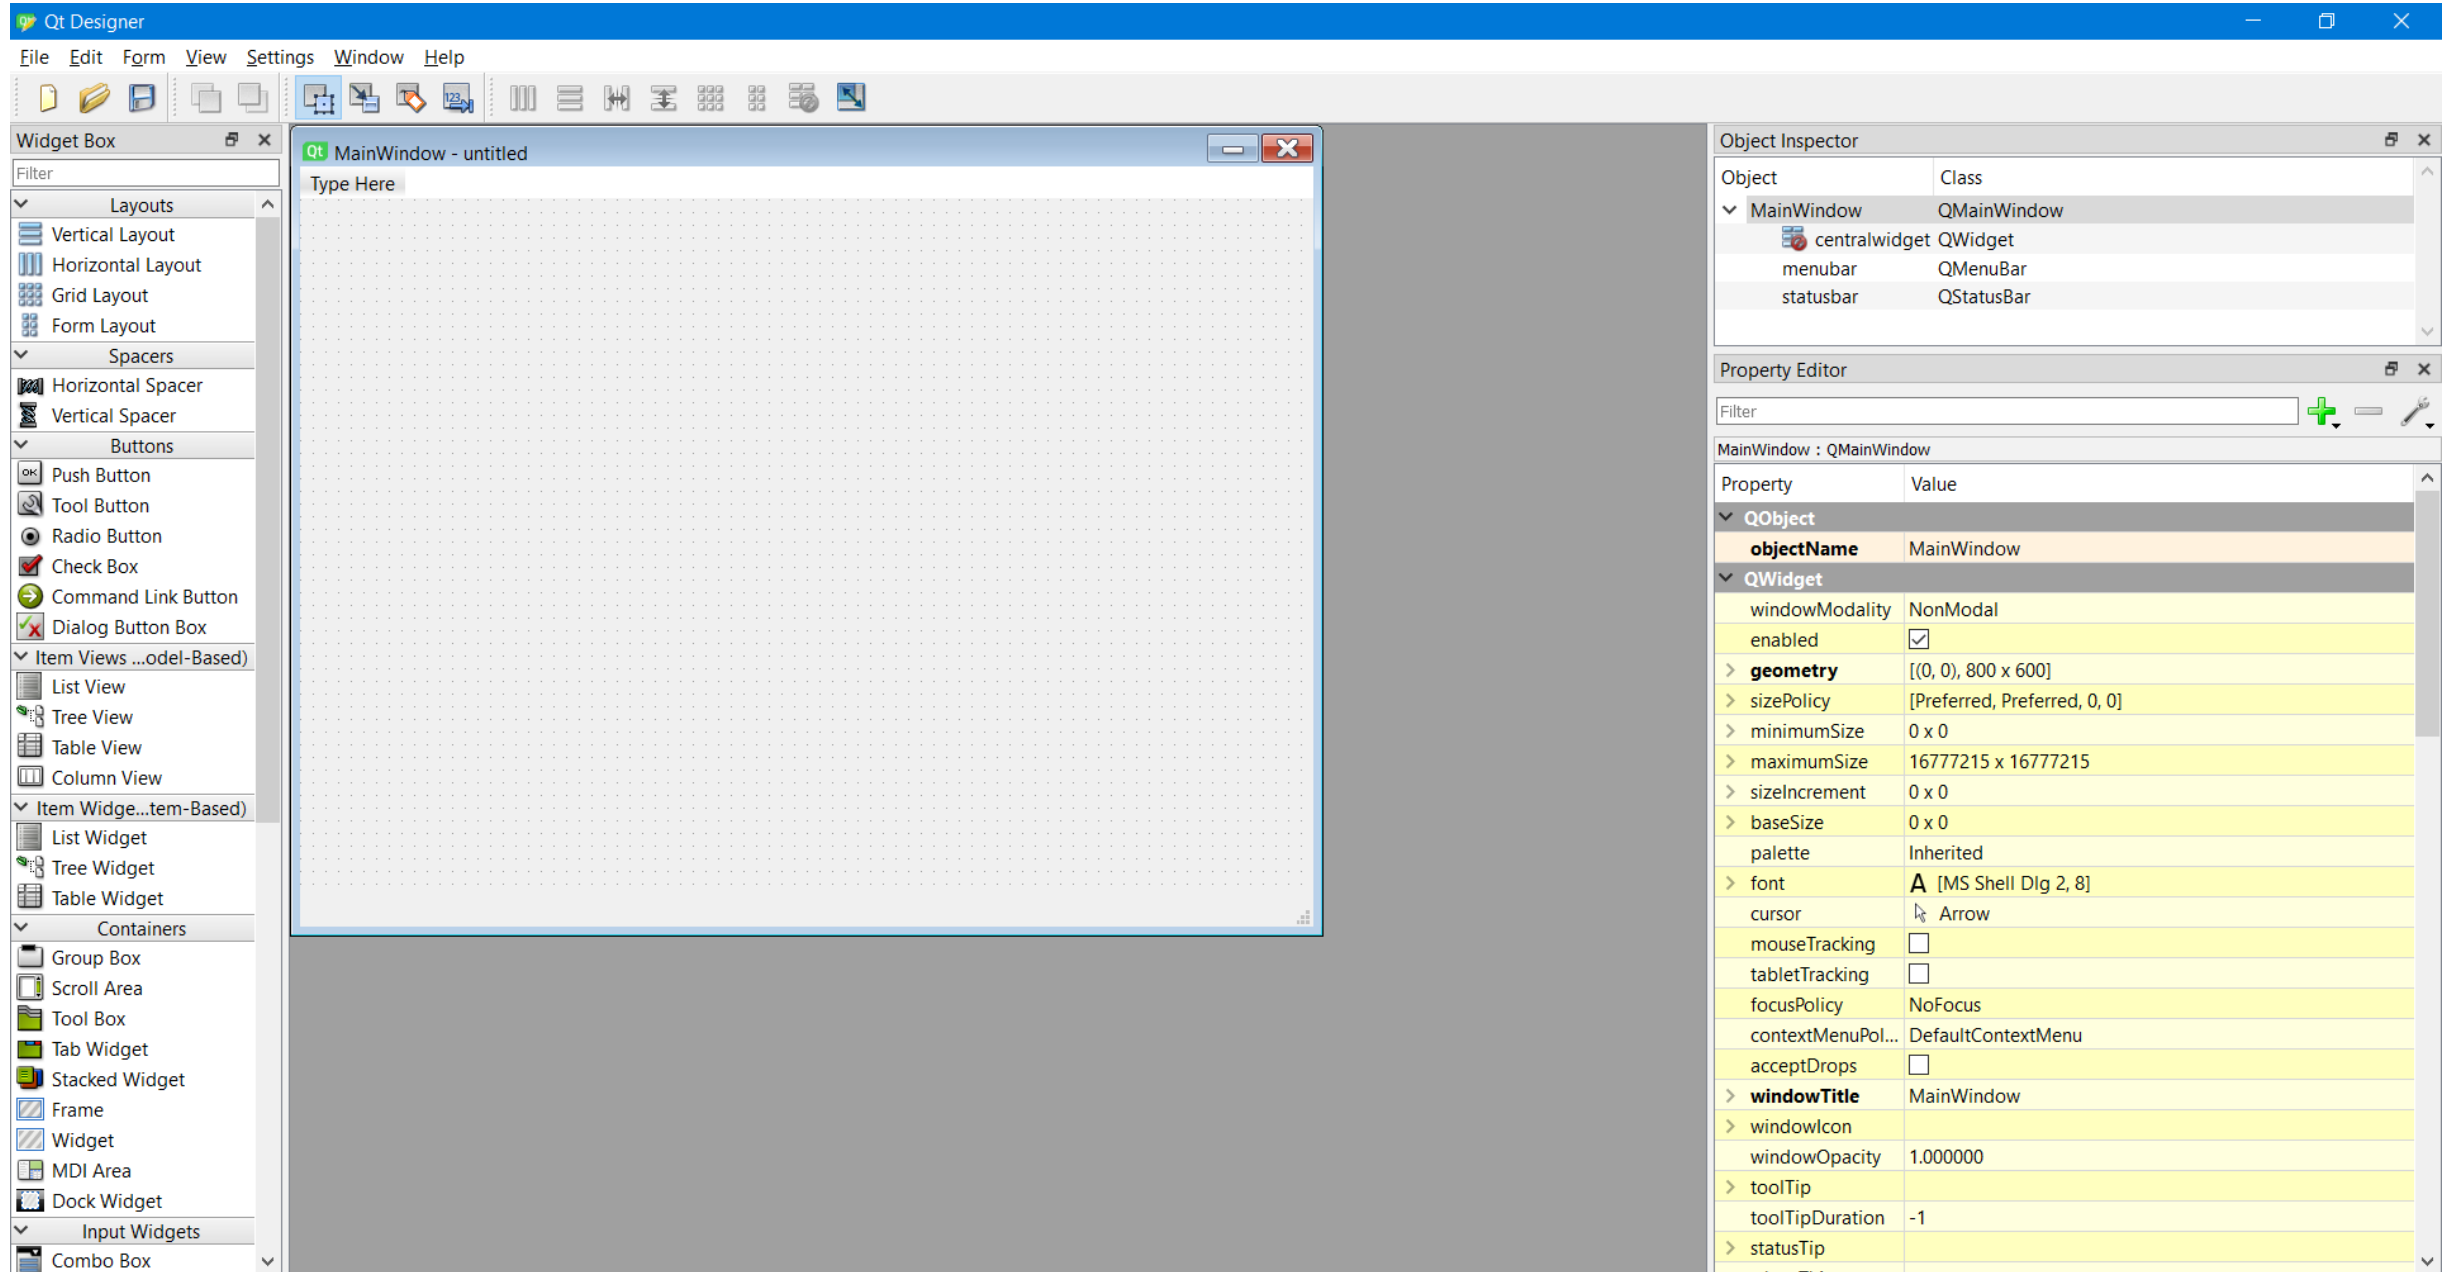 Qt Designer
File Edit Form View Settings Window Help
Widget Box
Filter
Layouts
Vertical Layout
Horizontal Layout
Grid Layout
Form Layout
Spacers
Horizontal Spacer
Vertical Spacer
Buttons
OK Push Button
Tool Button
Radio Button
Check Box
Command Link Button
Dialog Button Box
Item Views ...odel-Based)
List View
Tree View
Table View
Column View
Item Widge...tem-Based)
List Widget
Tree Widget
Table Widget
Containers
Group Box
Scroll Area
Tool Box
Tab Widget
Stacked Widget
Frame
Widget
MDI Area
Dock Widget
Input Widgets
Combo Box
Qt MainWindow - untitled
Type Here
Object Inspector
Object Class
MainWindow QMainWindow
centralwidget QWidget
menubar QMenuBar
statusbar QStatusBar
Property Editor
Filter
MainWindow : QMainWindow
Property Value
QObject
objectName MainWindow
QWidget
windowModality NonModal
enabled
geometry [(0, 0), 800 x 600]
sizePolicy [Preferred, Preferred, 0, 0]
minimumSize 0 x 0
maximumSize 16777215 x 16777215
sizeIncrement 0 x 0
baseSize 0 x 0
palette Inherited
font A [MS Shell Dlg 2, 8]
cursor Arrow
mouseTracking
tabletTracking
focusPolicy NoFocus
contextMenuPol... DefaultContextMenu
acceptDrops
windowTitle MainWindow
windowIcon
windowOpacity 1.000000
toolTip
toolTipDuration -1
statusTip